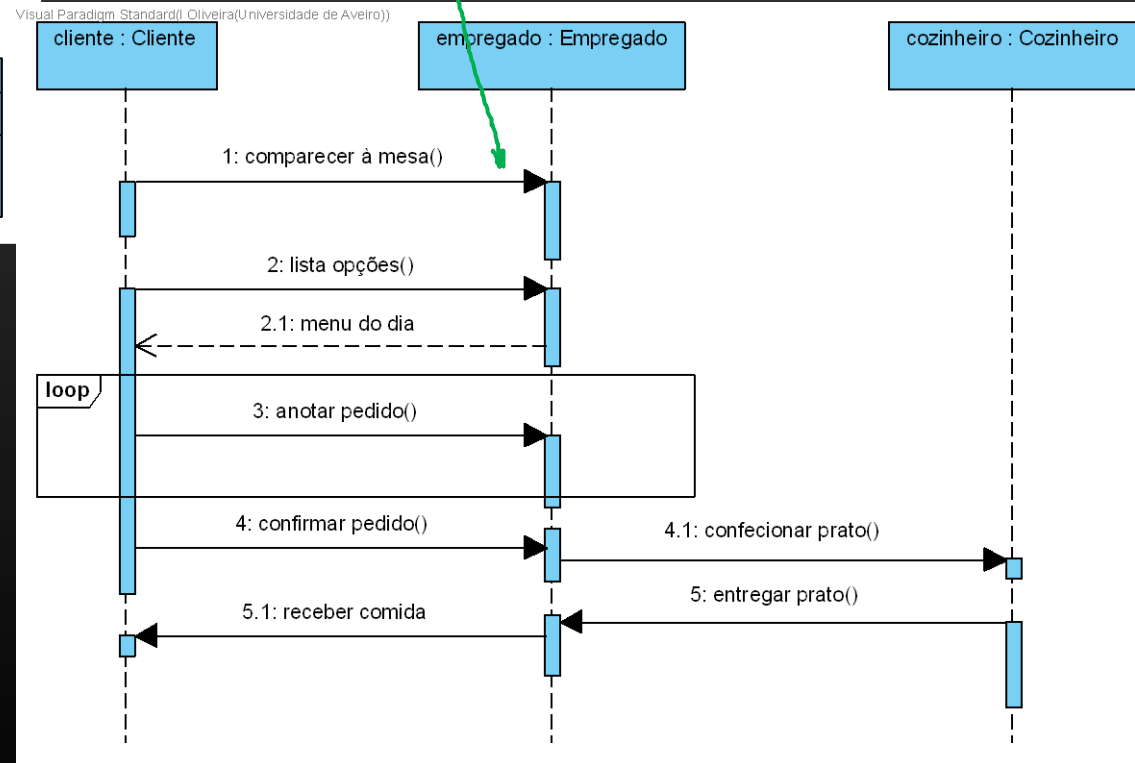 Visual Paradigm Standard(I Oliveira(Universidade de Aveiro))
cliente : Cliente
empregado : Empregado
cozinheiro : Cozinheiro
1: comparecer à mesa()
2: lista opções()
2.1: menu do dia
loop
3: anotar pedido()
4: confirmar pedido()
4.1: confecionar prato()
5: entregar prato()
5.1: receber comida